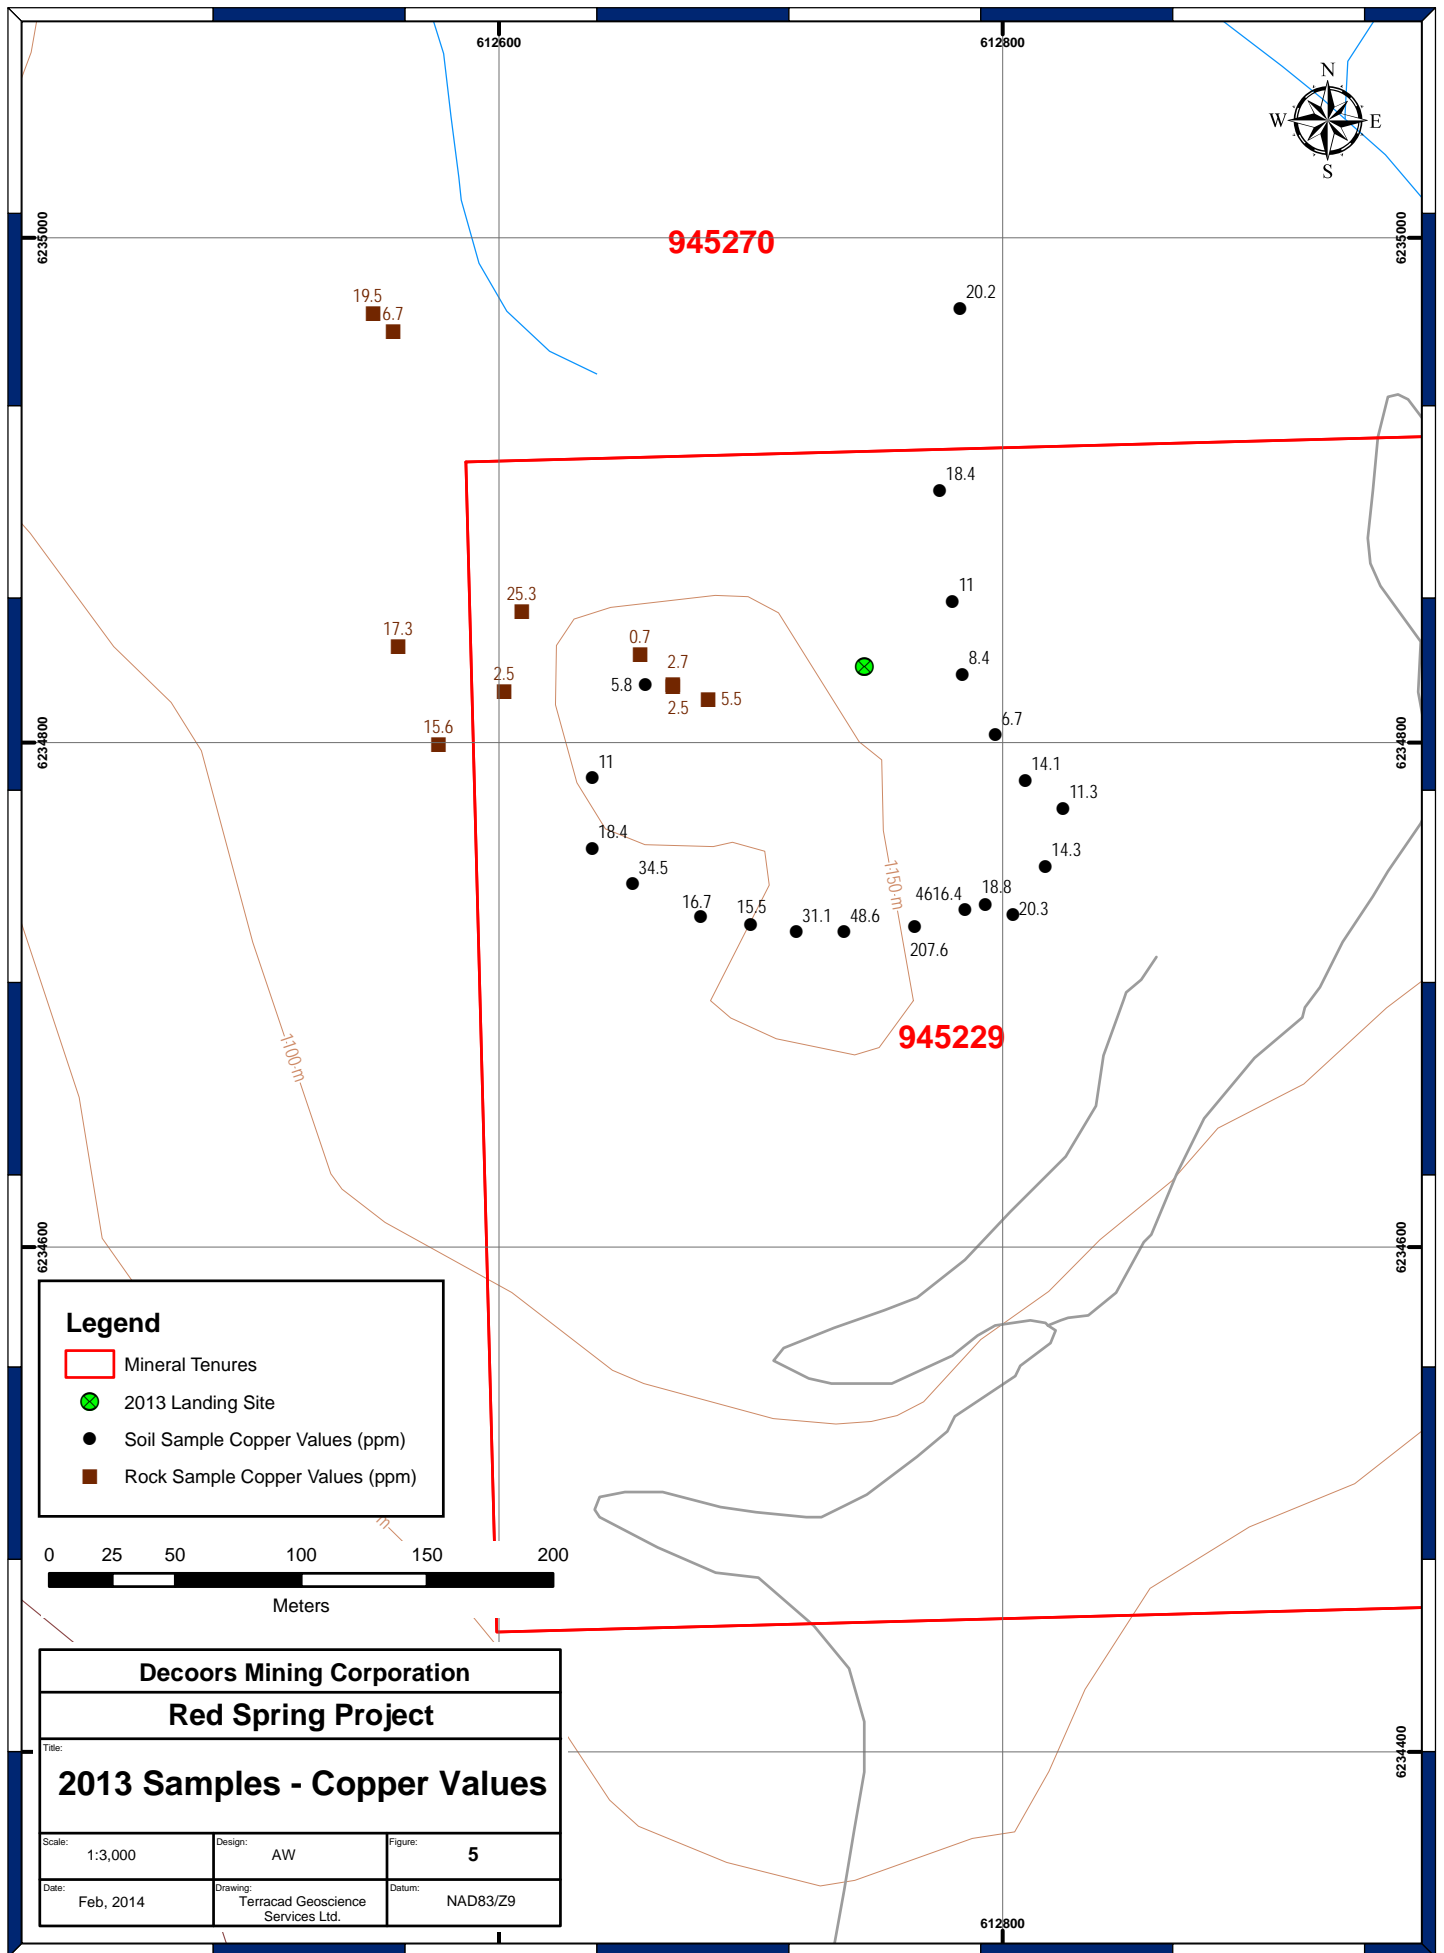 612600
612800
N
W
E
S
6235000
6235000
945270
20.2
19.5
6.7
18.4
11
25.3
17.3
0.7
2.7
8.4
2.5
5.8
2.5
5.5
15.6
6.7
6234800
6234800
11
14.1
11.3
18.4
14.3
34.5
1150 m
16.7
15.5
31.1
48.6
4616.4
18.8
20.3
207.6
945229
1100 m
6234600
6234600
Legend
Mineral Tenures
2013 Landing Site
Soil Sample Copper Values (ppm)
Rock Sample Copper Values (ppm)
m
0 25 50 100 150 200
Meters
Decoors Mining Corporation
Red Spring Project
Title:
2013 Samples - Copper Values
6234400
Scale:
1:3,000
Design:
AW
Figure:
5
Date:
Feb, 2014
Drawing:
Terracad Geoscience
Services Ltd.
Datum:
NAD83/Z9
612800